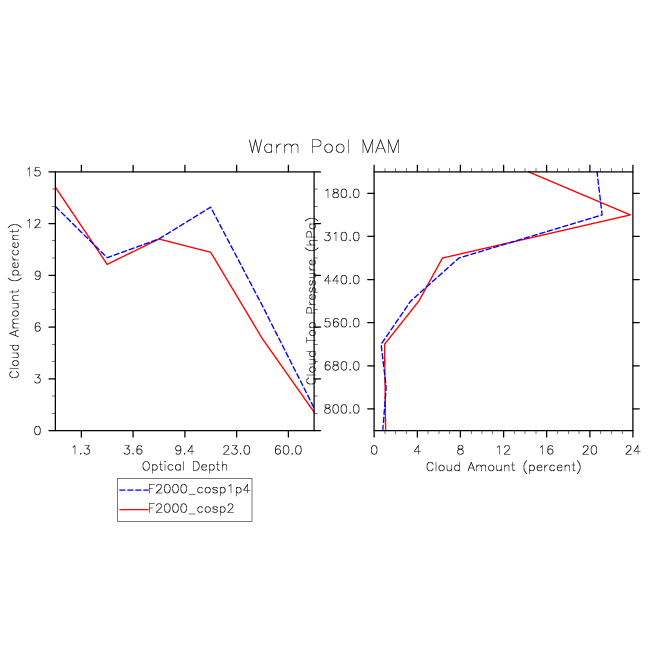 Warm Pool MAM
Cloud Amount (percent)
15
12
9
6
3
0
1.3 3.6 9.4 23.0 60.0
Optical Depth
Cloud Top Pressure (hPa)
180.0
310.0
440.0
560.0
680.0
800.0
0 4 8 12 16 20 24
Cloud Amount (percent)
F2000_cosp1p4
F2000_cosp2